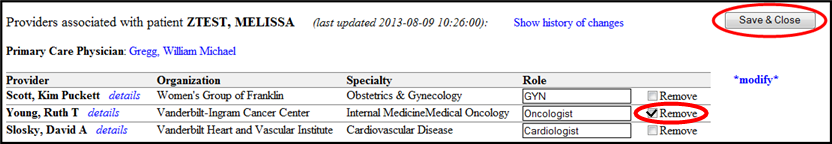 Providers associated with patient ZTEST, MELISSA (last updated 2013-08-09 10:26:00): Show history of changes Save & Close
Primary Care Physician: Gregg, William Michael
Provider Organization Specialty Role *modify*
Scott, Kim Puckett details Women's Group of Franklin Obstetrics & Gynecology GYN Remove
Young, Ruth T details Vanderbilt-Ingram Cancer Center Internal MedicineMedical Oncology Oncologist Remove
Slosky, David A details Vanderbilt Heart and Vascular Institute Cardiovascular Disease Cardiologist Remove